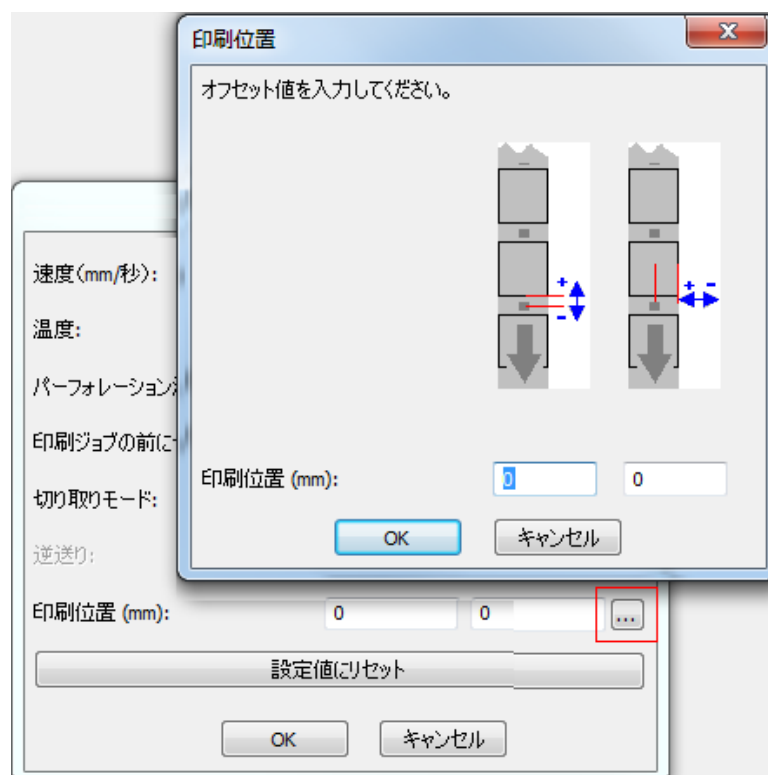 印刷位置
オフセット値を入力してください。
+
-
+ -
印刷位置 (mm):
0
0
OK
キャンセル
速度(mm/秒):
温度:
パーフォレーション
印刷ジョブの前に
切り取りモード:
逆送り:
印刷位置 (mm):
0
0
...
設定値にリセット
OK
キャンセル